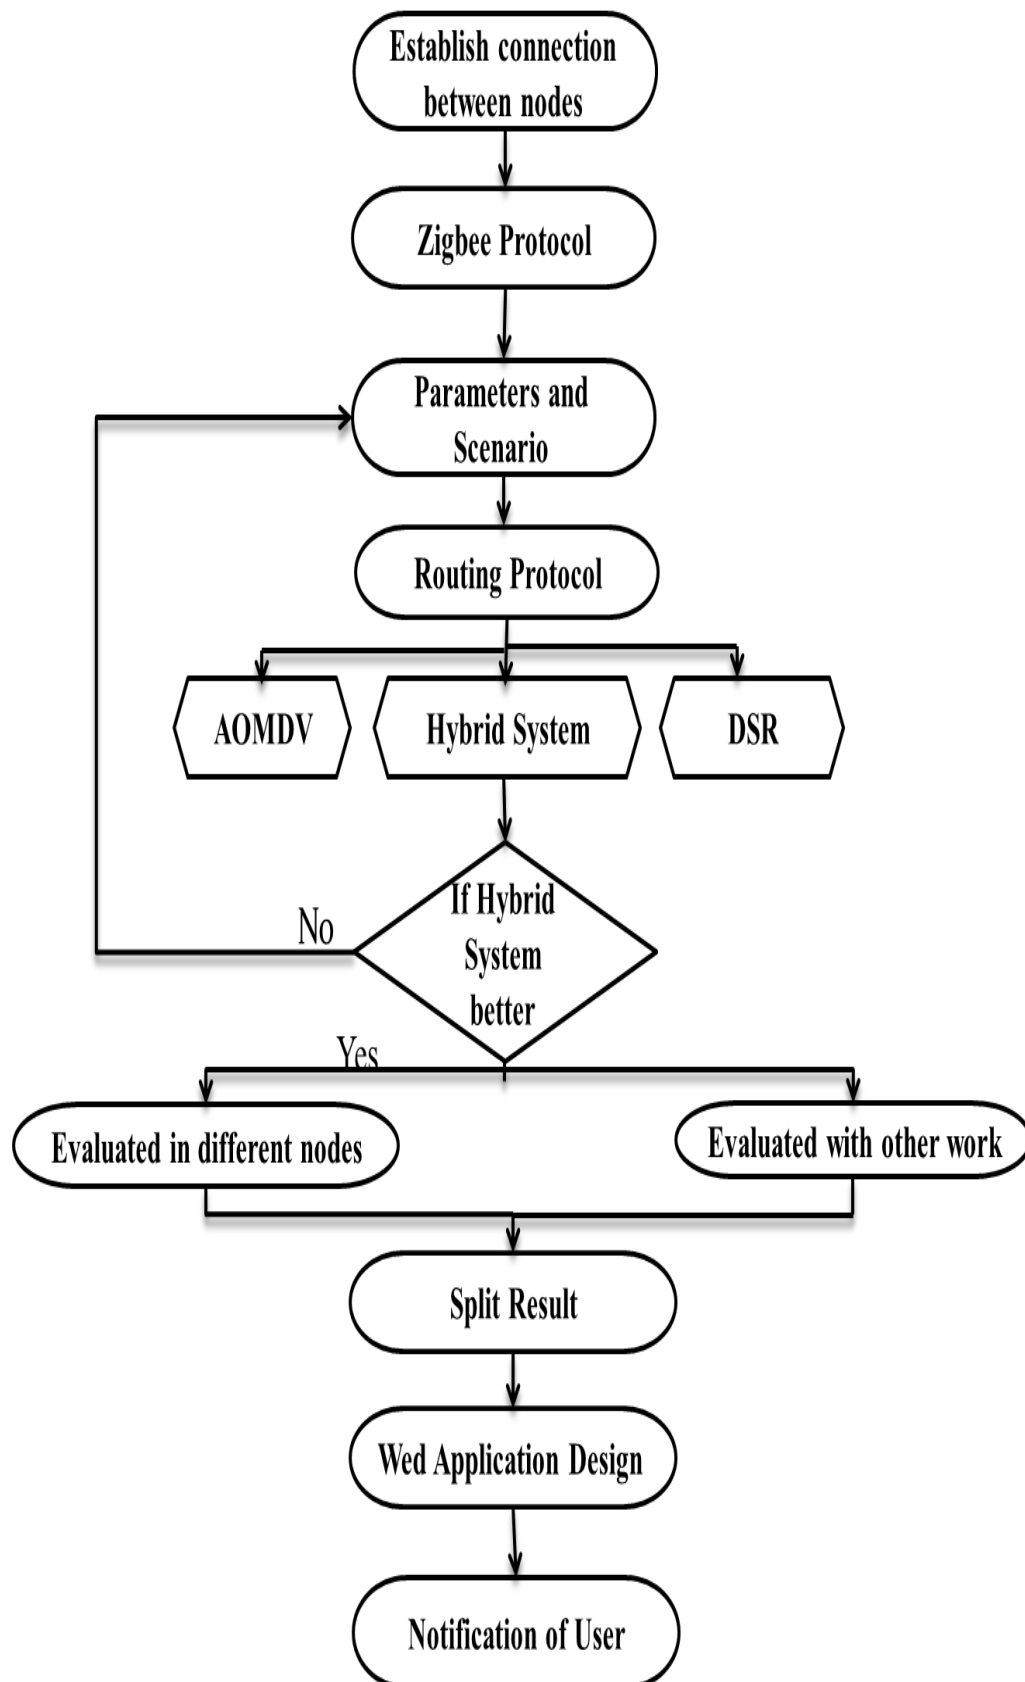 Establish connection
between nodes
Zigbee Protocol
Parameters and
Scenario
Routing Protocol
AOMDV
Hybrid System
DSR
If Hybrid
System
better
No
Yes
Evaluated in different nodes
Evaluated with other work
Split Result
Wed Application Design
Notification of User